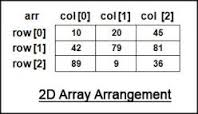 arr col [0] col [1] col [2]
row [0] 10 20 45
row [1] 42 79 81
row [2] 89 9 36
2D Array Arrangement